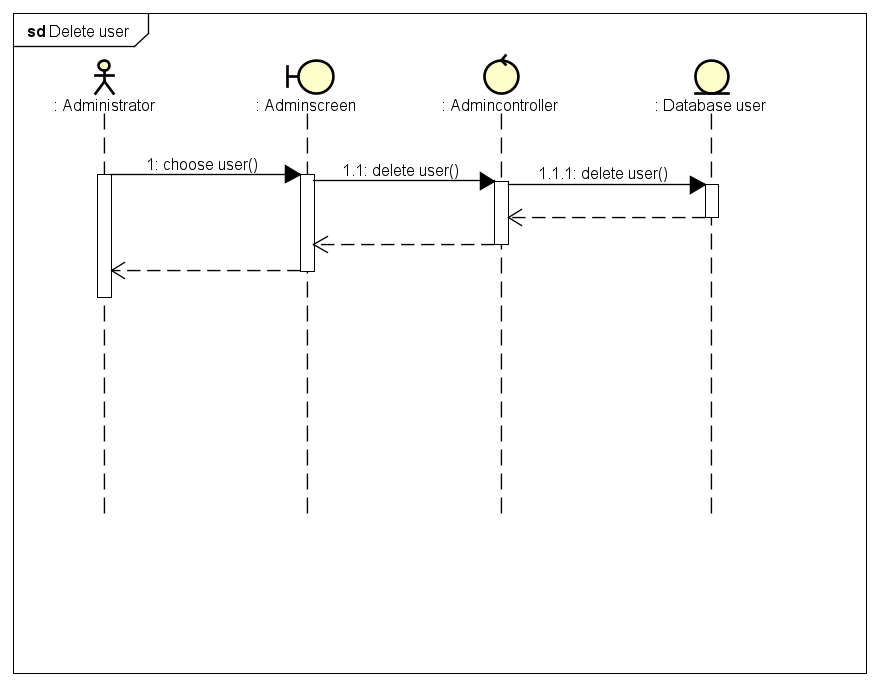 sd Delete user
: Administrator
: Adminscreen
: Admincontroller
: Database user
1: choose user()
1.1: delete user()
1.1.1: delete user()